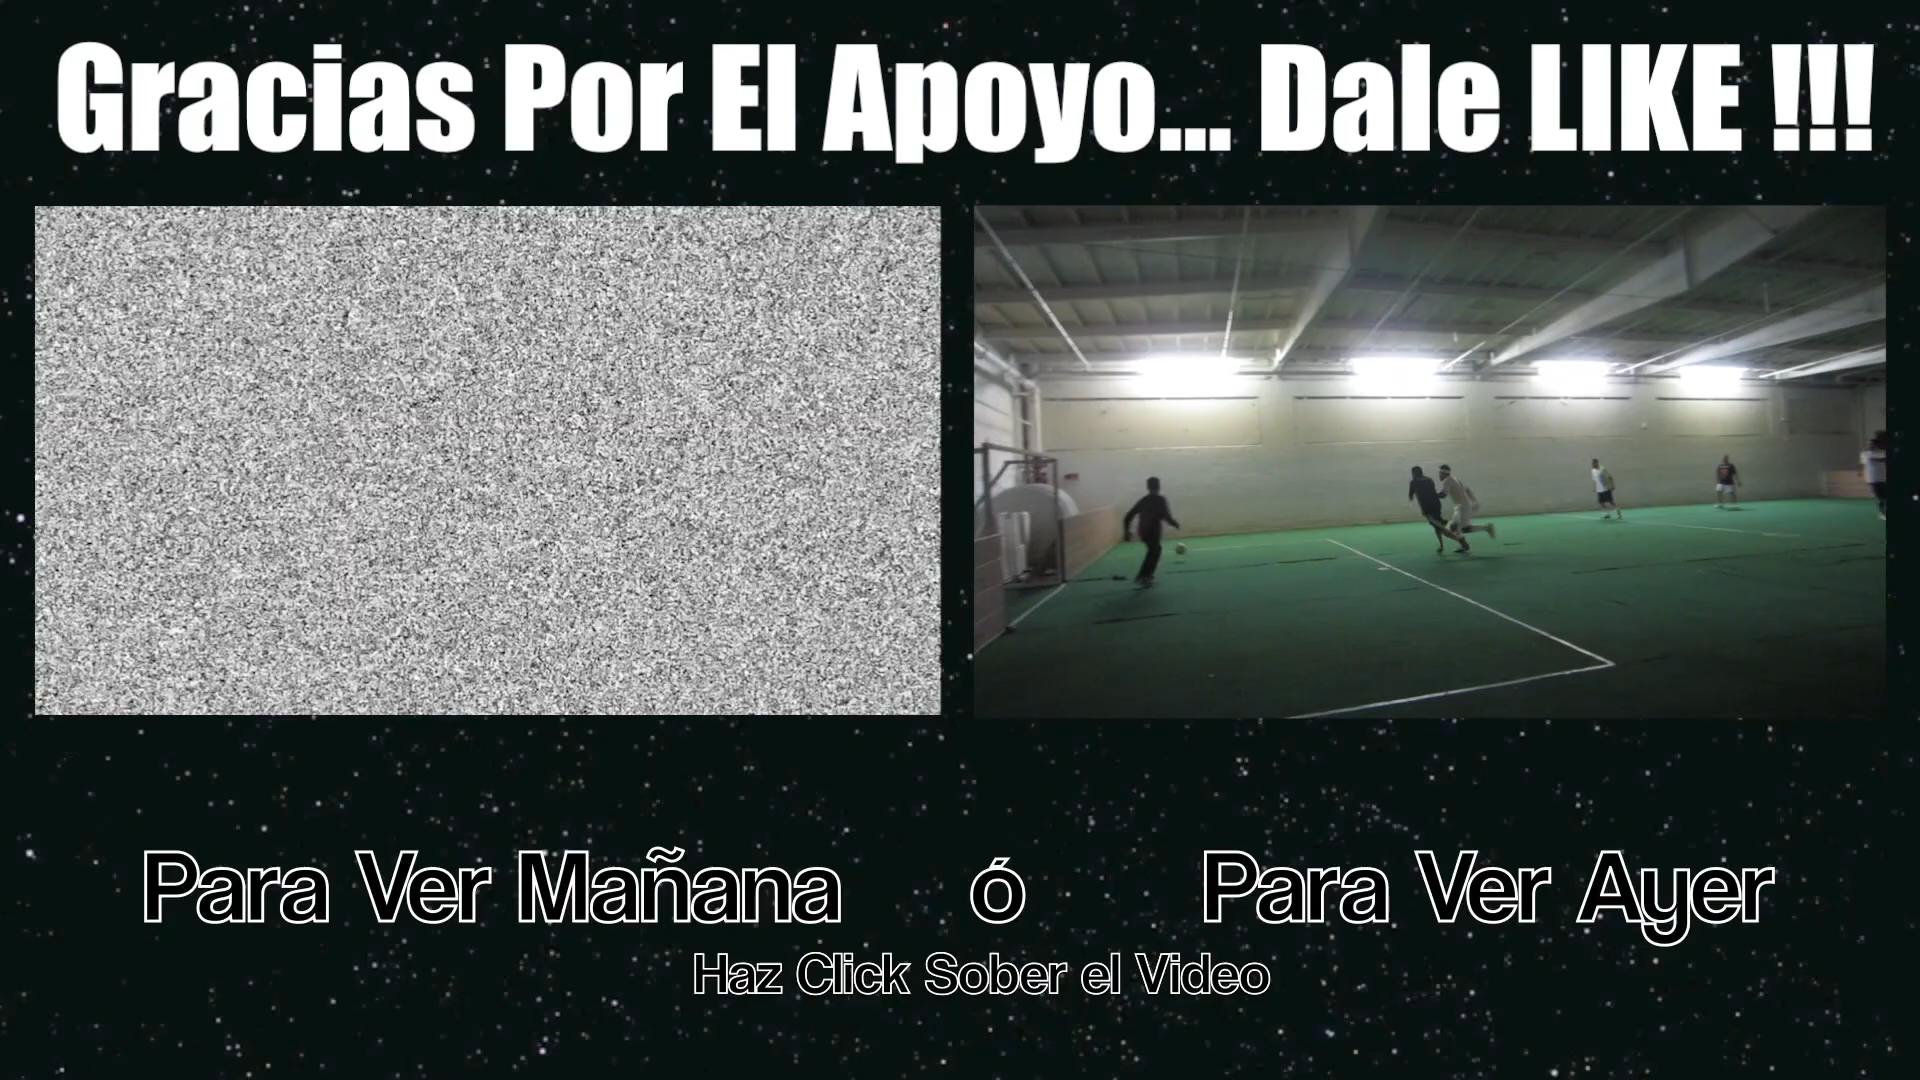 Gracias Por El Apoyo... Dale LIKE !!!
Para Ver Mañana ó Para Ver Ayer
Haz Click Sober el Video